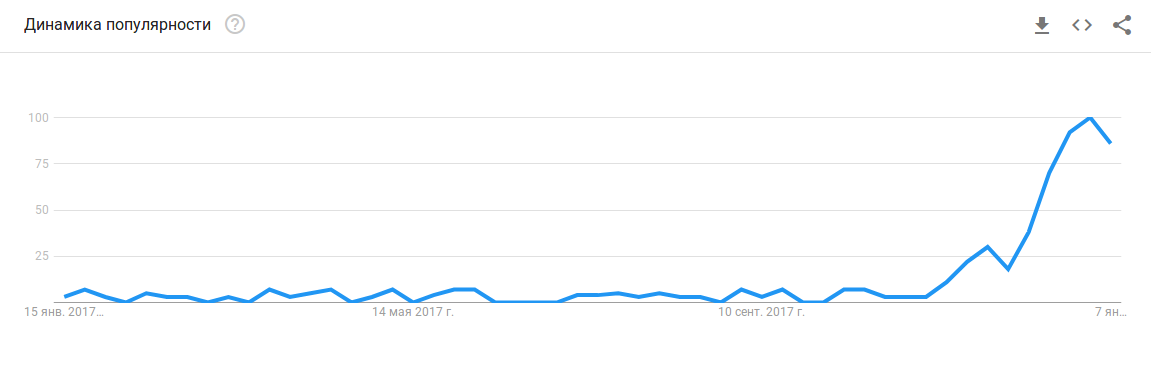 Динамика популярности
100
75
50
25
15 янв. 2017…
14 мая 2017 г.
10 сент. 2017 г.
7 ян…